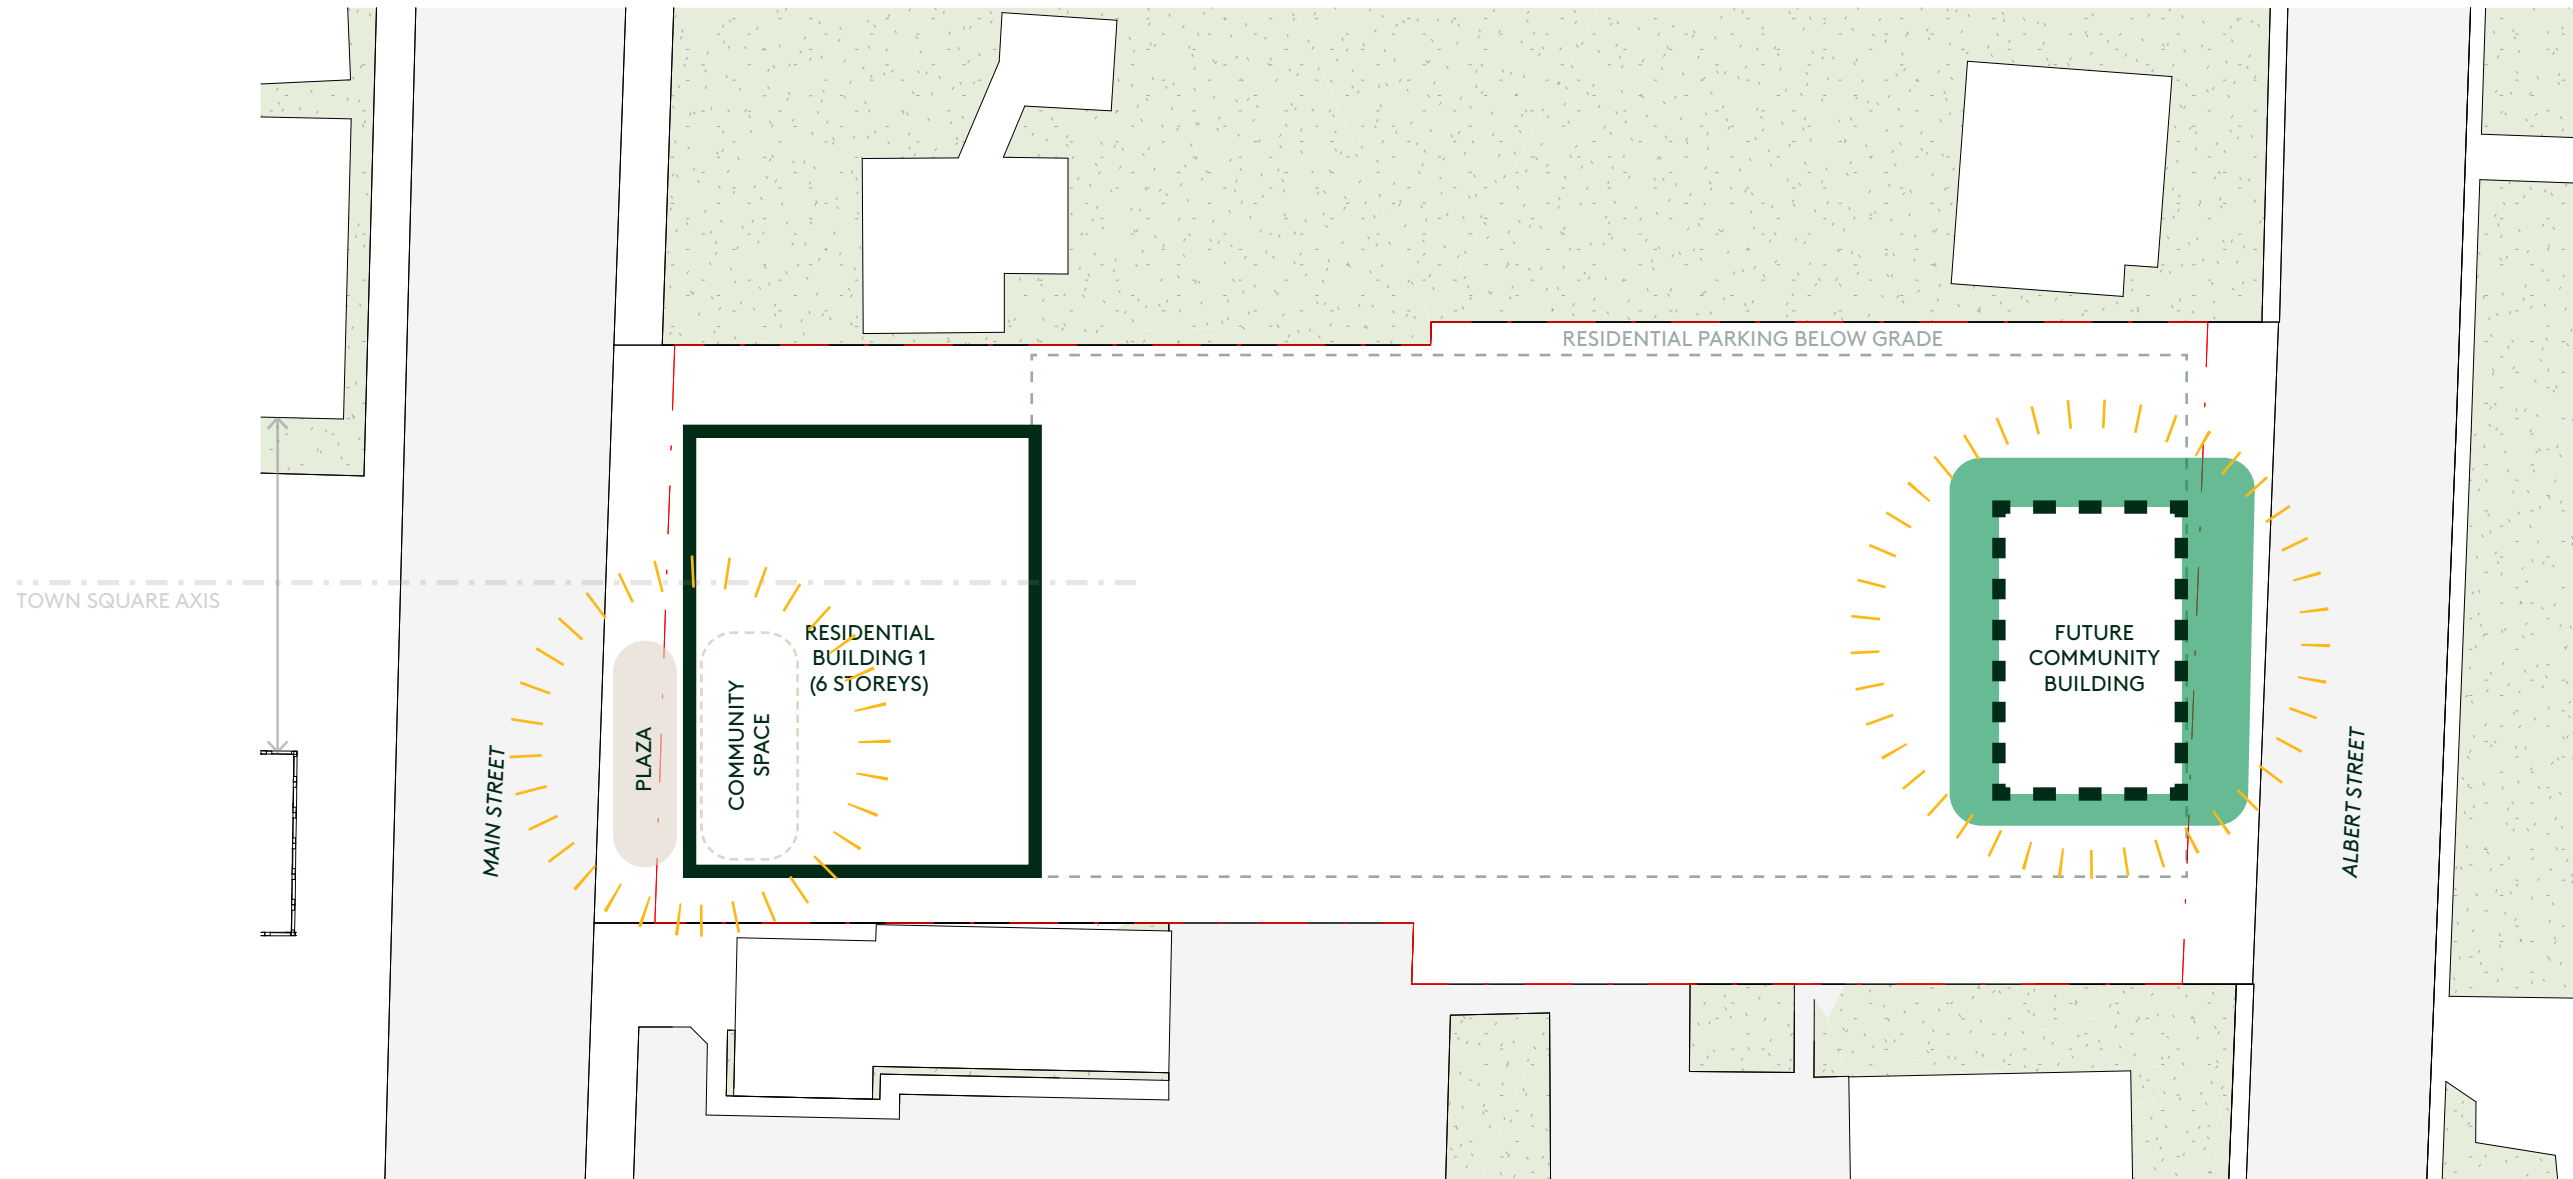 RESIDENTIAL PARKING BELOW GRADE
TOWN SQUARE AXIS
RESIDENTIAL
BUILDING 1
(6 STOREYS)
FUTURE
COMMUNITY
BUILDING
COMMUNITY
SPACE
PLAZA
MAIN STREET
ALBERT STREET